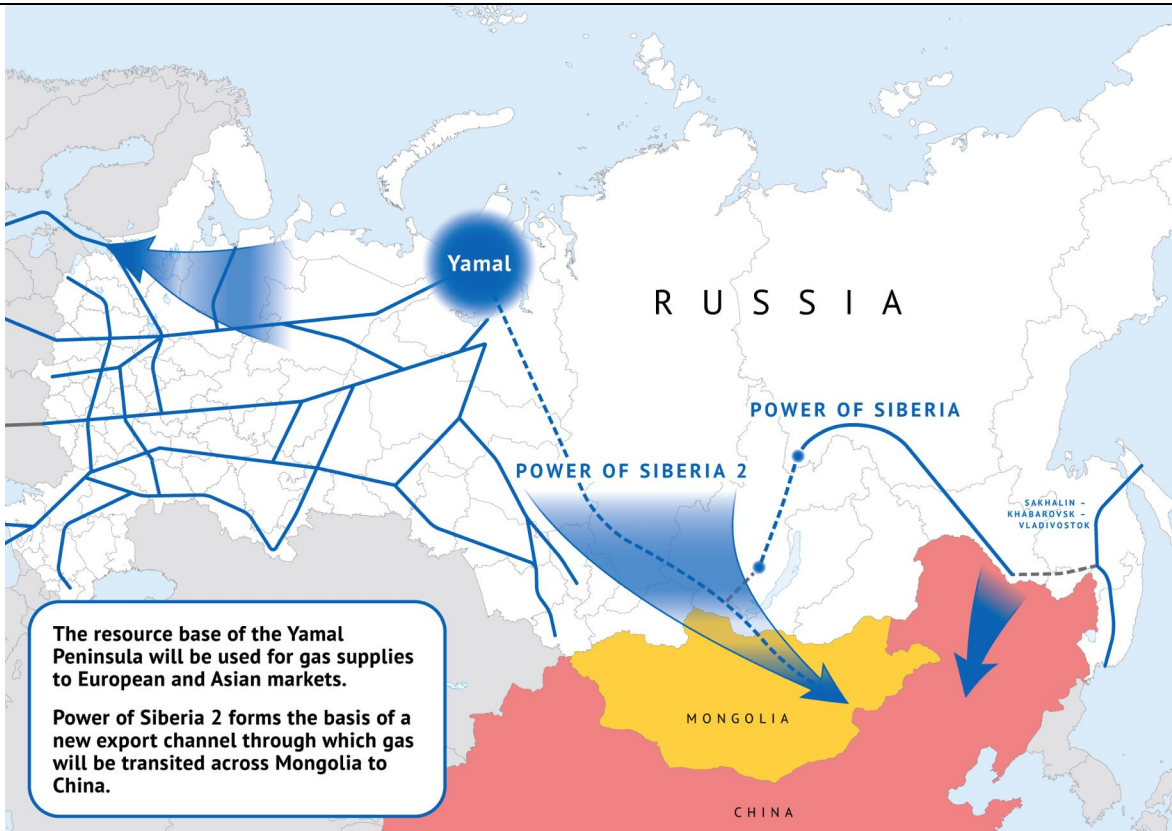 Yamal
RUSSIA
POWER OF SIBERIA
POWER OF SIBERIA 2
SAKHALIN –
KHABAROVSK –
VLADIVOSTOK
The resource base of the Yamal
Peninsula will be used for gas supplies
to European and Asian markets.
Power of Siberia 2 forms the basis of a
new export channel through which gas
will be transited across Mongolia to
China.
MONGOLIA
CHINA